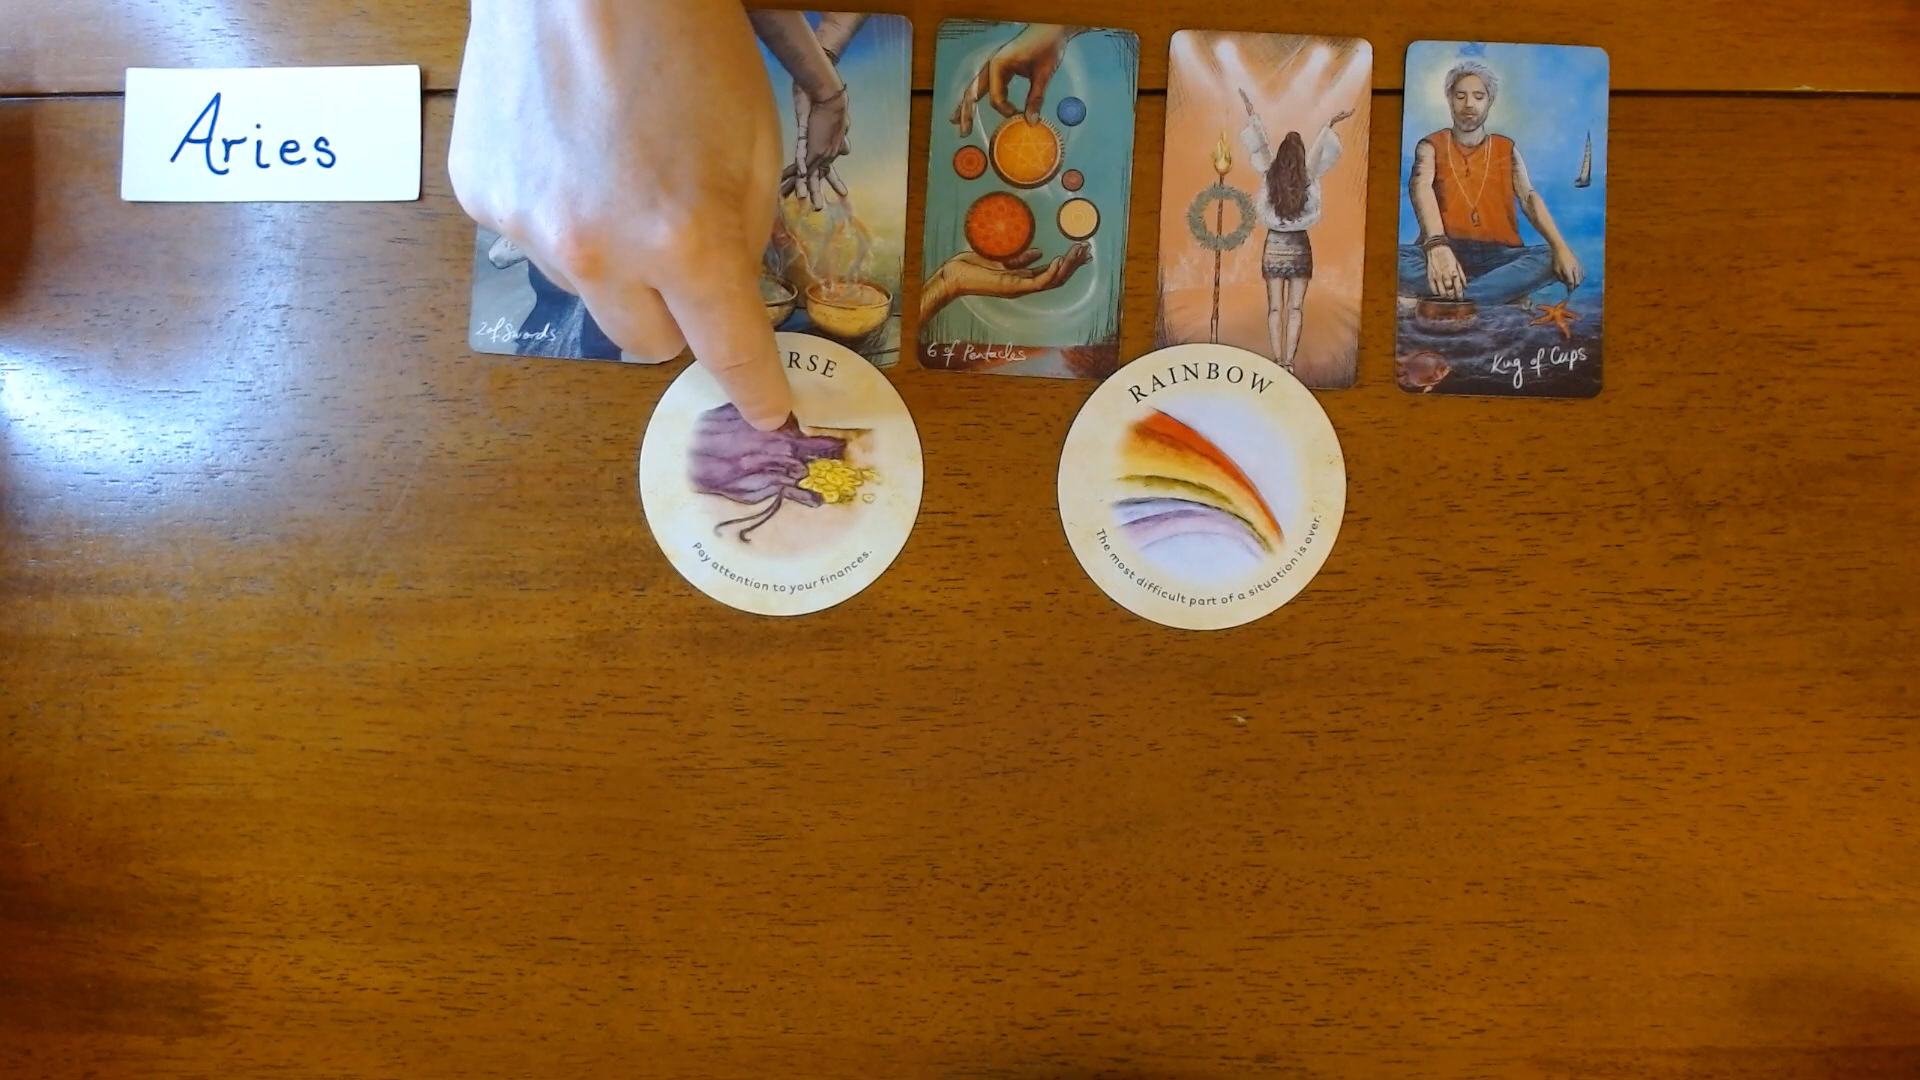 Aries
2 of Swords
6 of Pentacles
King of Cups
RSE
Pay attention to your finances.
RAINBOW
The most difficult part of a situation is over.